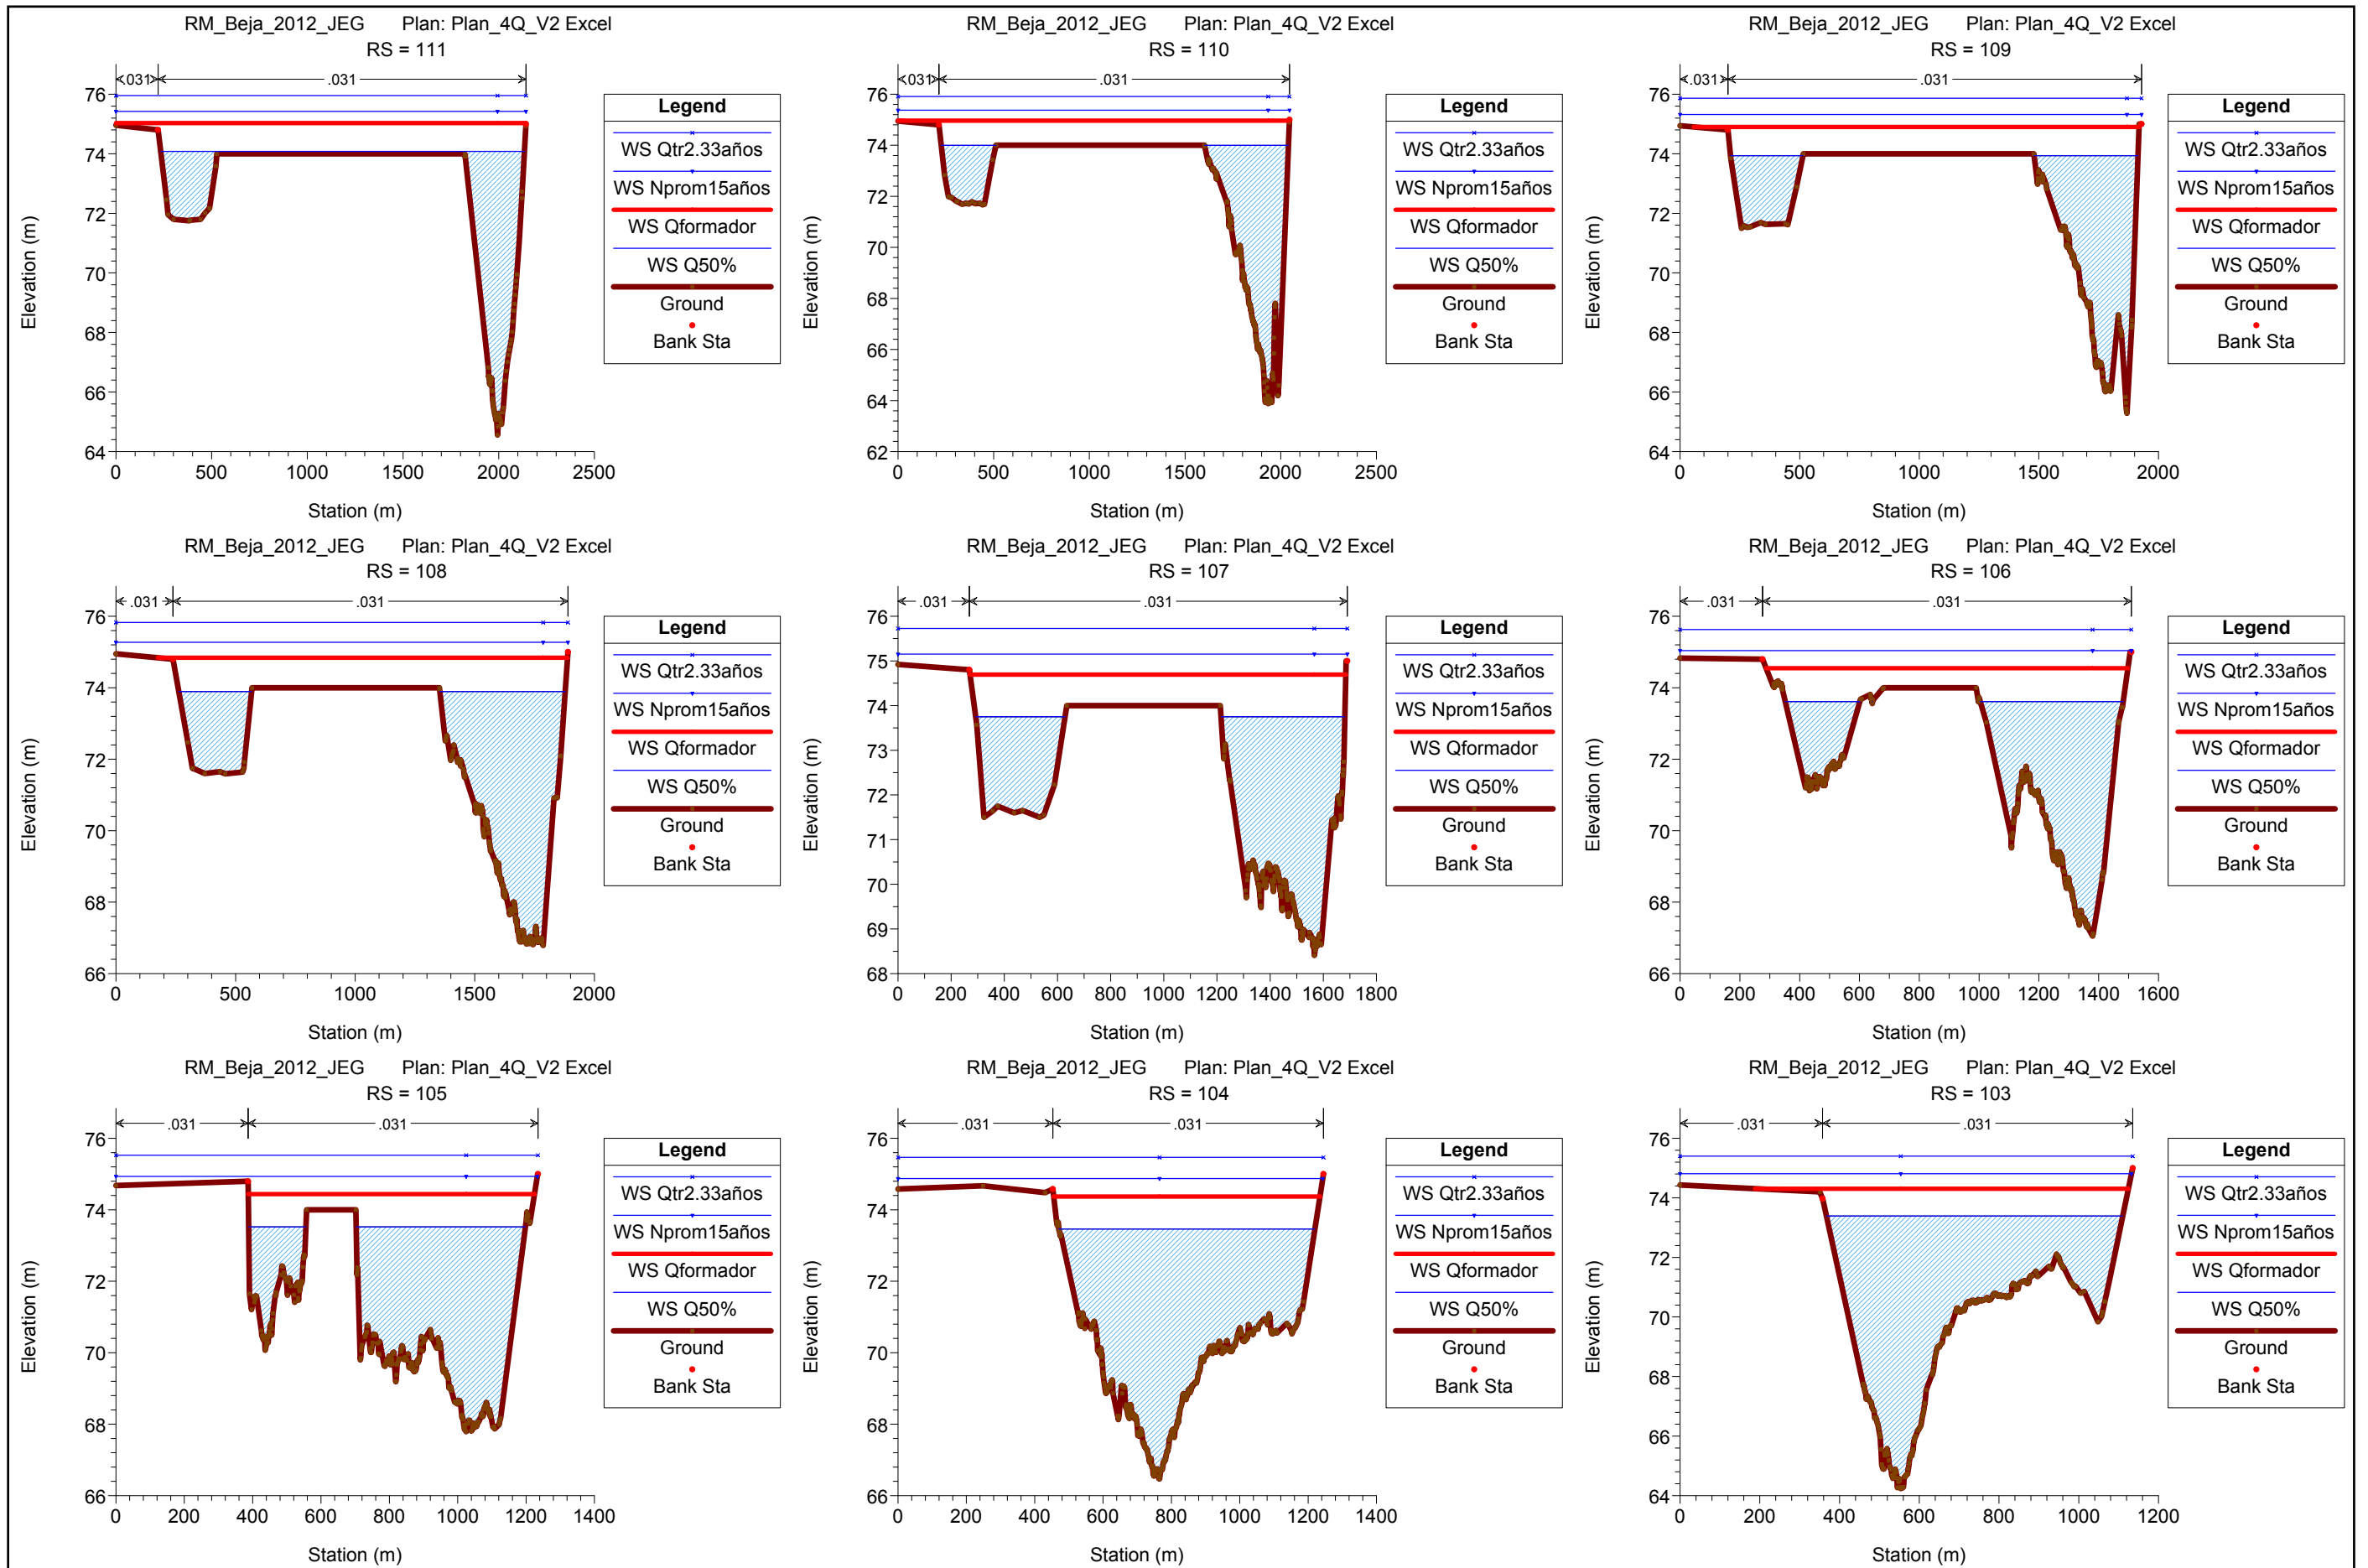 RM_Beja_2012_JEG Plan: Plan_4Q_V2 Excel
RS = 111
.031 .031
76
74
72
70
68
66
64
0 500 1000 1500 2000 2500
Elevation (m)
Station (m)
Legend
WS Qtr2.33años
WS Nprom15años
WS Qformador
WS Q50%
Ground
Bank Sta
RM_Beja_2012_JEG Plan: Plan_4Q_V2 Excel
RS = 110
.031 .031
76
74
72
70
68
66
64
62
0 500 1000 1500 2000 2500
Elevation (m)
Station (m)
Legend
WS Qtr2.33años
WS Nprom15años
WS Qformador
WS Q50%
Ground
Bank Sta
RM_Beja_2012_JEG Plan: Plan_4Q_V2 Excel
RS = 109
.031 .031
76
74
72
70
68
66
64
0 500 1000 1500 2000
Elevation (m)
Station (m)
Legend
WS Qtr2.33años
WS Nprom15años
WS Qformador
WS Q50%
Ground
Bank Sta
RM_Beja_2012_JEG Plan: Plan_4Q_V2 Excel
RS = 108
.031 .031
76
74
72
70
68
66
0 500 1000 1500 2000
Elevation (m)
Station (m)
Legend
WS Qtr2.33años
WS Nprom15años
WS Qformador
WS Q50%
Ground
Bank Sta
RM_Beja_2012_JEG Plan: Plan_4Q_V2 Excel
RS = 107
.031 .031
76
75
74
73
72
71
70
69
68
0 200 400 600 800 1000 1200 1400 1600 1800
Elevation (m)
Station (m)
Legend
WS Qtr2.33años
WS Nprom15años
WS Qformador
WS Q50%
Ground
Bank Sta
RM_Beja_2012_JEG Plan: Plan_4Q_V2 Excel
RS = 106
.031 .031
76
74
72
70
68
66
0 200 400 600 800 1000 1200 1400 1600
Elevation (m)
Station (m)
Legend
WS Qtr2.33años
WS Nprom15años
WS Qformador
WS Q50%
Ground
Bank Sta
RM_Beja_2012_JEG Plan: Plan_4Q_V2 Excel
RS = 105
.031 .031
76
74
72
70
68
66
0 200 400 600 800 1000 1200 1400
Elevation (m)
Station (m)
Legend
WS Qtr2.33años
WS Nprom15años
WS Qformador
WS Q50%
Ground
Bank Sta
RM_Beja_2012_JEG Plan: Plan_4Q_V2 Excel
RS = 104
.031 .031
76
74
72
70
68
66
0 200 400 600 800 1000 1200 1400
Elevation (m)
Station (m)
Legend
WS Qtr2.33años
WS Nprom15años
WS Qformador
WS Q50%
Ground
Bank Sta
RM_Beja_2012_JEG Plan: Plan_4Q_V2 Excel
RS = 103
.031 .031
76
74
72
70
68
66
64
0 200 400 600 800 1000 1200
Elevation (m)
Station (m)
Legend
WS Qtr2.33años
WS Nprom15años
WS Qformador
WS Q50%
Ground
Bank Sta